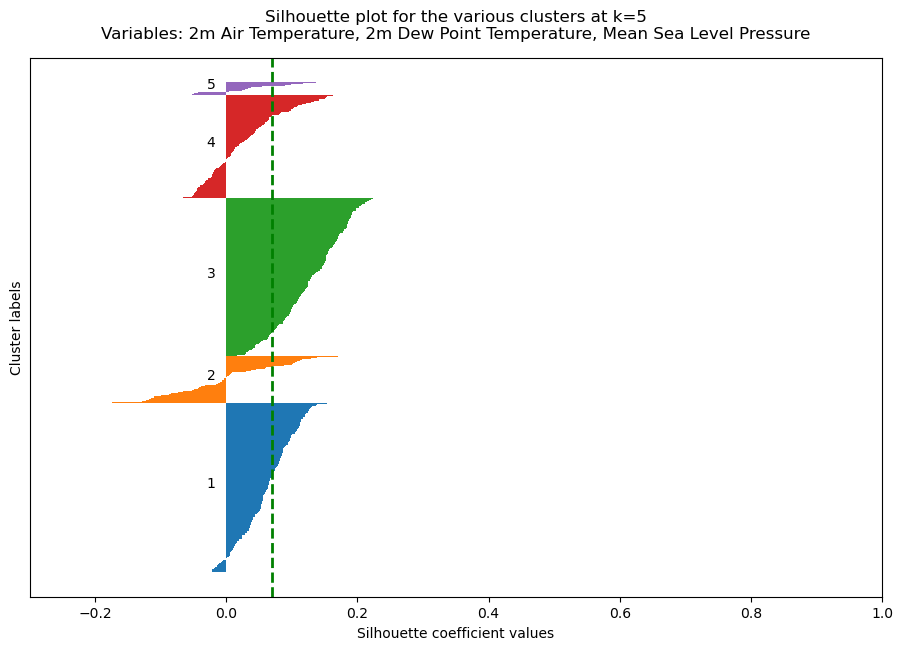 Silhouette plot for the various clusters at k=5
Variables: 2m Air Temperature, 2m Dew Point Temperature, Mean Sea Level Pressure
5
4
3
2
1
Cluster labels
−0.2 0.0 0.2 0.4 0.6 0.8 1.0
Silhouette coefficient values